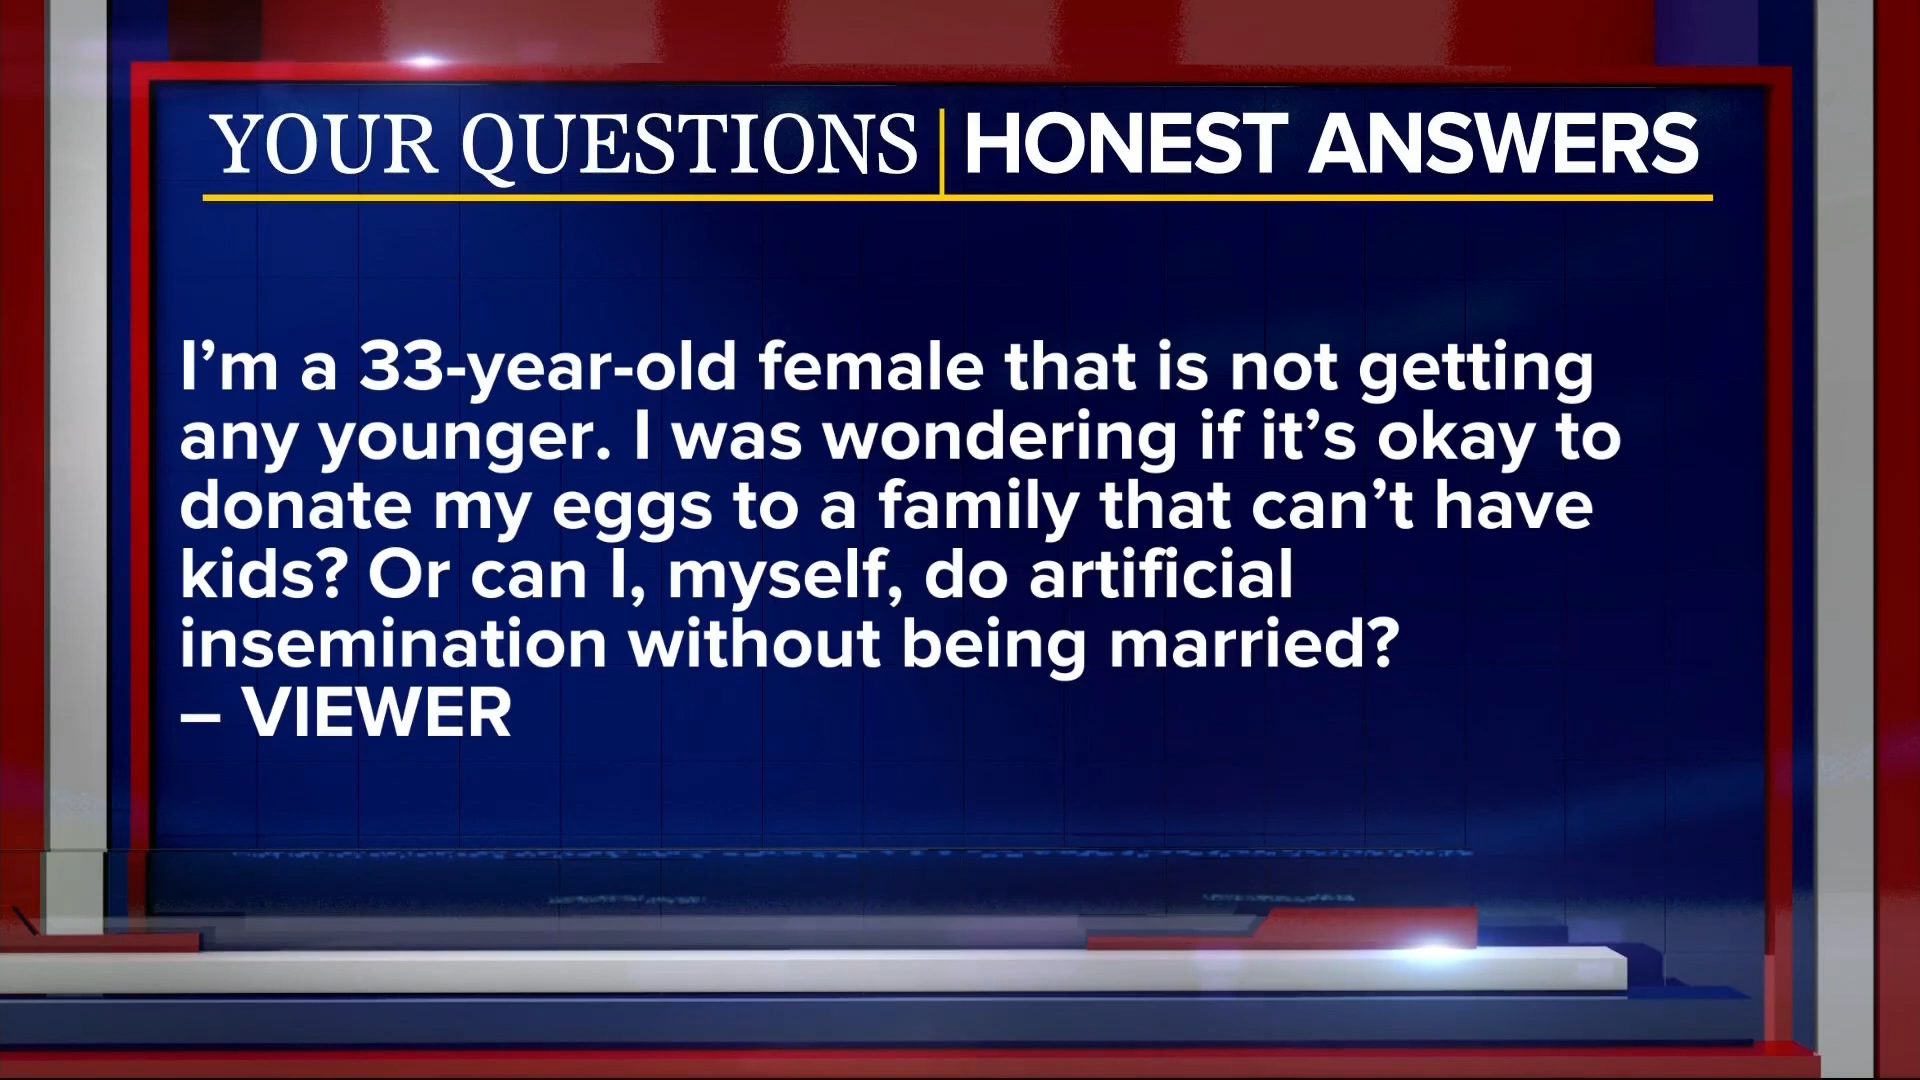 YOUR QUESTIONS | HONEST ANSWERS
I’m a 33-year-old female that is not getting
any younger. I was wondering if it’s okay to
donate my eggs to a family that can’t have
kids? Or can I, myself, do artificial
insemination without being married?
– VIEWER